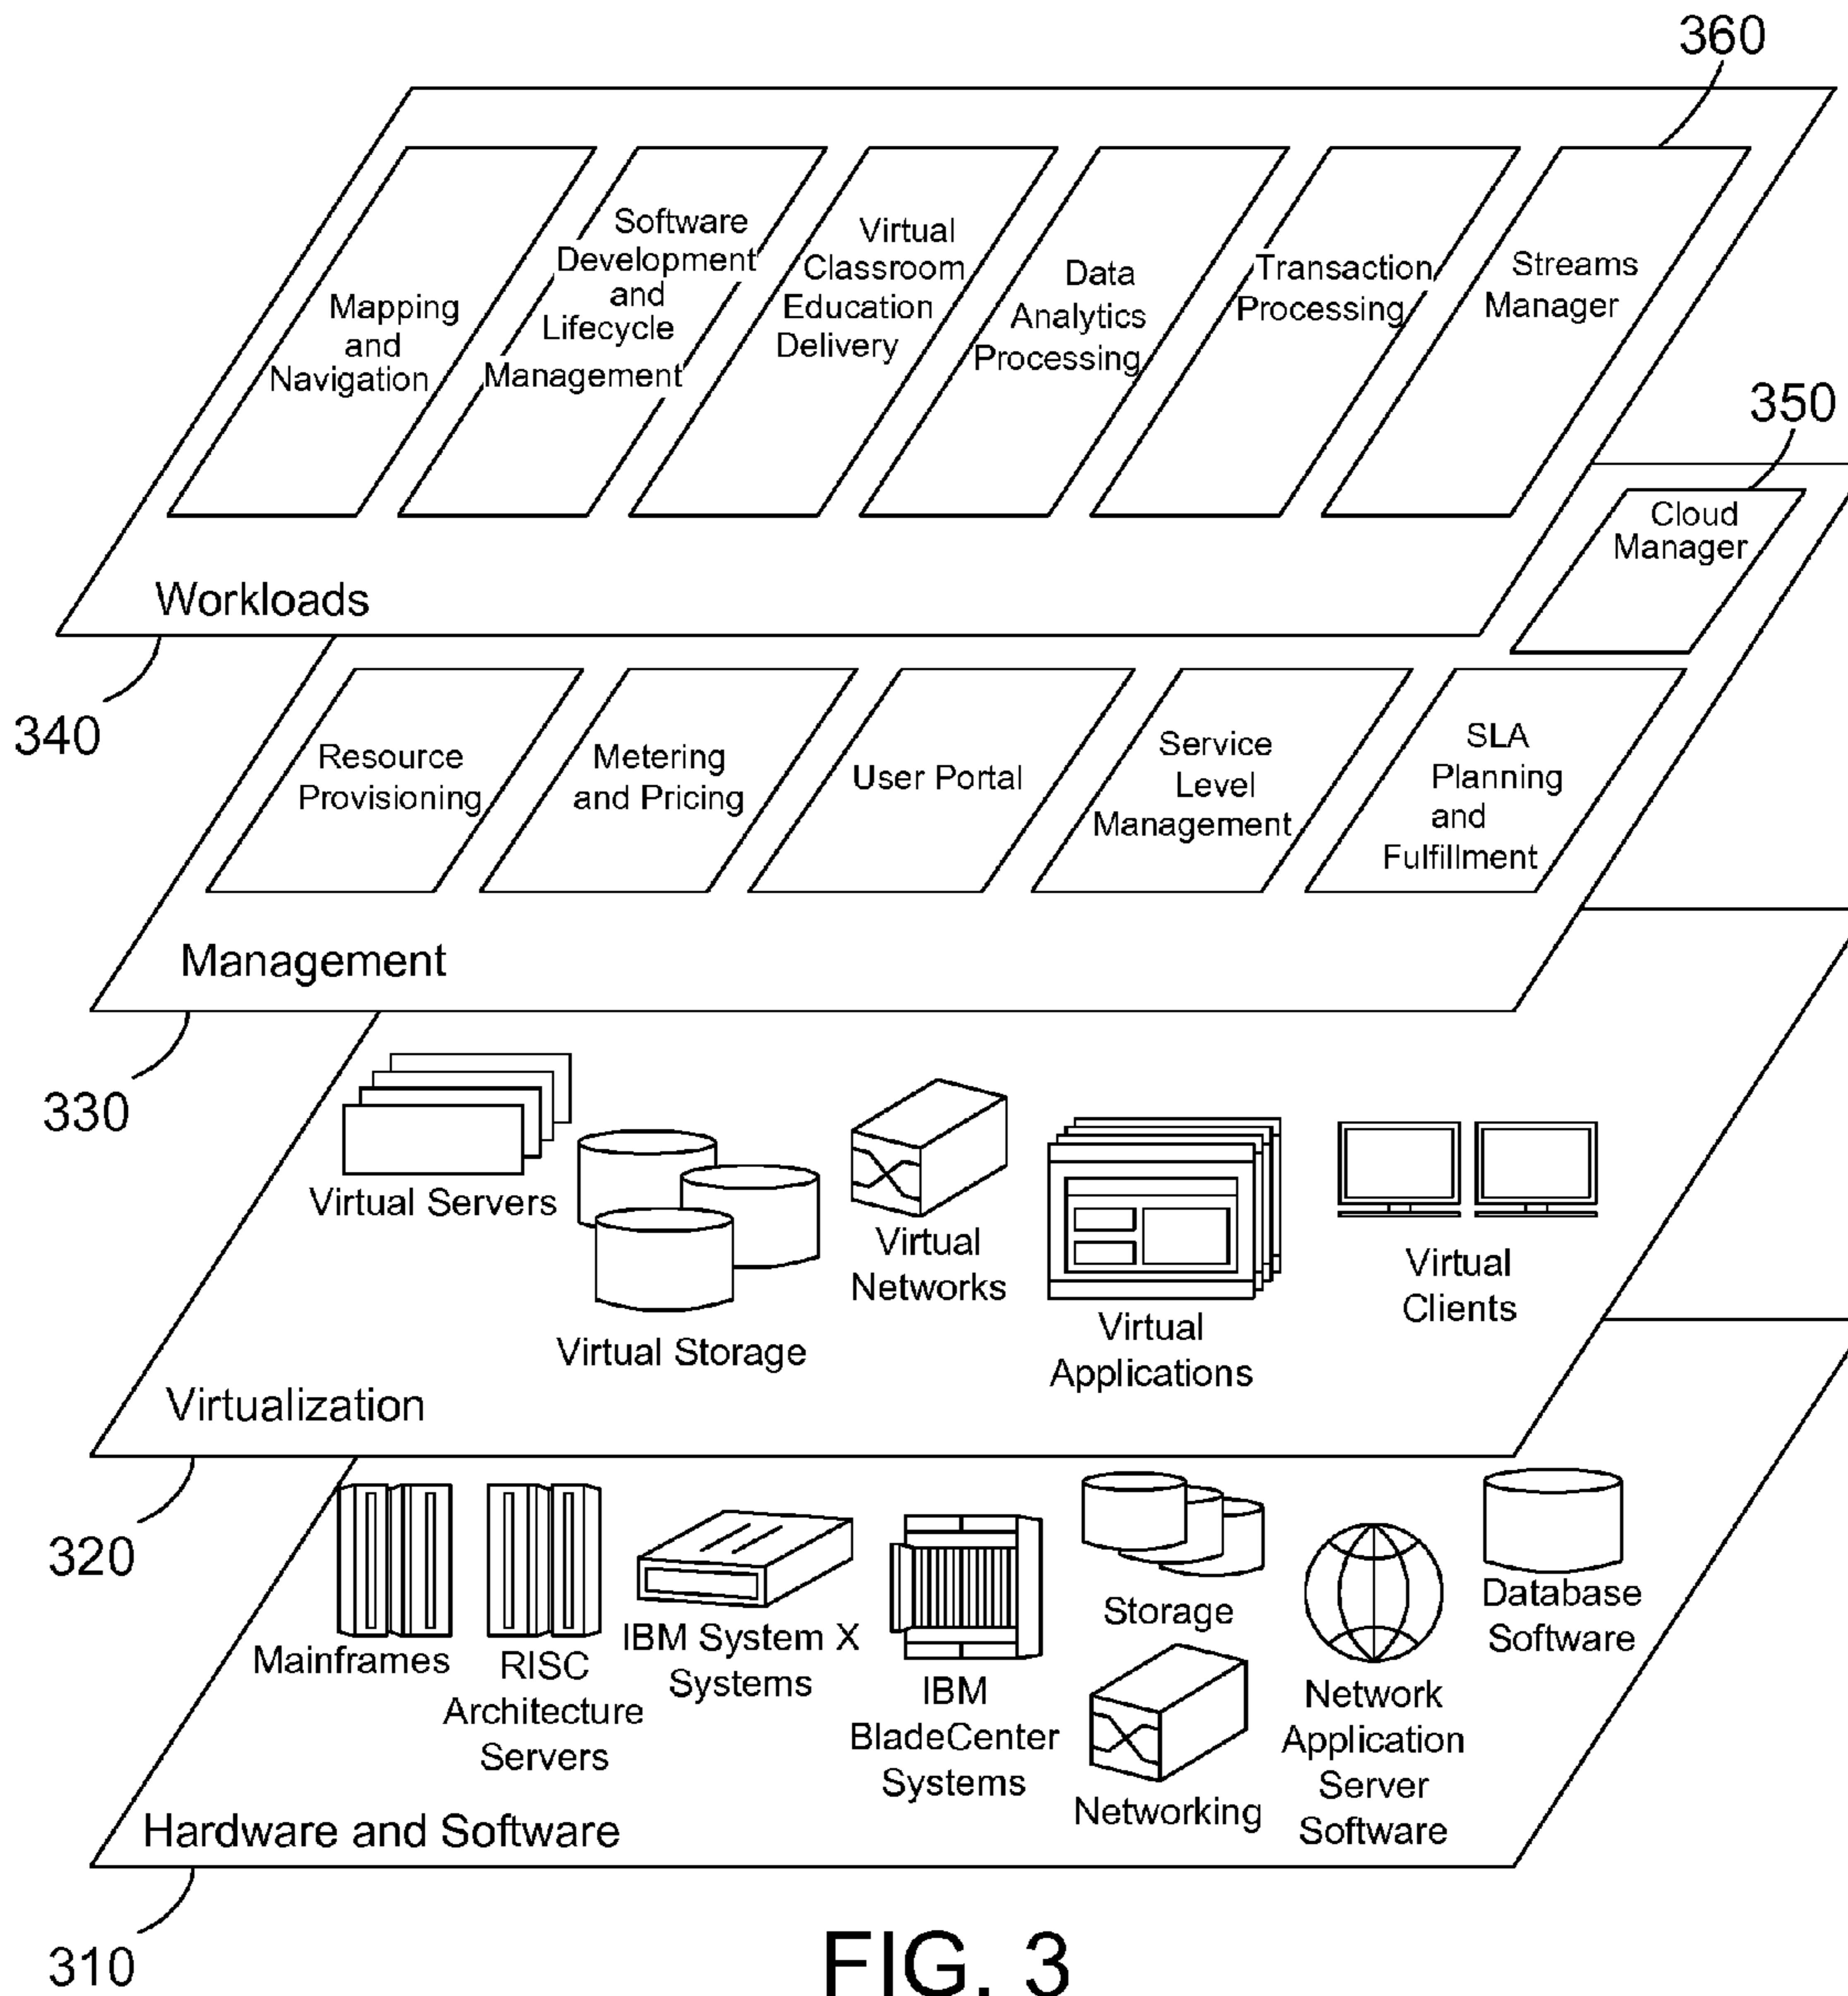 360
Mapping
and
Navigation
Software
Development
and
Lifecycle
Management
Virtual
Classroom
Education
Delivery
Data
Analytics
Processing
Transaction
Processing
Streams
Manager
350
Cloud
Manager
Workloads
340
Resource
Provisioning
Metering
and Pricing
User Portal
Service
Level
Management
SLA
Planning
and
Fulfillment
Management
330
Virtual Servers
Virtual Storage
Virtual
Networks
Virtual
Applications
Virtual
Clients
Virtualization
320
Mainframes
RISC
Architecture
Servers
IBM System X
Systems
IBM
BladeCenter
Systems
Storage
Networking
Network
Application
Server
Software
Database
Software
Hardware and Software
310
FIG. 3